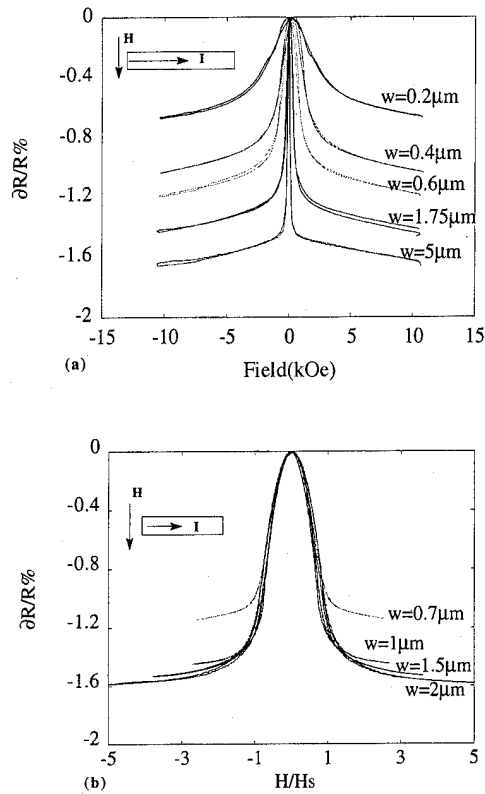 0
H
I
-0.4
w=0.2μm
-0.8
w=0.4μm
∂R/R%
w=0.6μm
-1.2
w=1.75μm
-1.6
w=5μm
-2
-15 -10 -5 0 5 10 15
(a)
Field(kOe)
0
H
-0.4
I
-0.8
∂R/R%
w=0.7μm
-1.2
w=1μm
w=1.5μm
-1.6
w=2μm
-2
-5 -3 -1 1 3 5
(b)
H/Hs